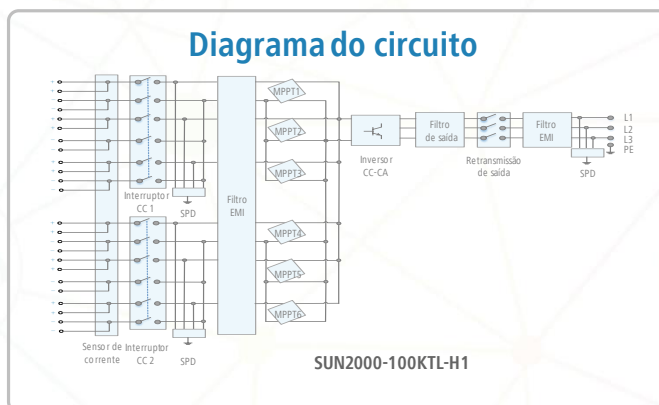 Diagrama do circuito
MPPT1
MPPT2
MPPT3
MPPT4
MPPT5
MPPT6
Interruptor
CC 1
SPD
Filtro
EMI
Inversor
CC-CA
Filtro
de saída
Retransmissão
de saída
Filtro
EMI
SPD
L1
L2
L3
PE
Sensor de
corrente
Interruptor
CC 2
SPD
SUN2000-100KTL-H1